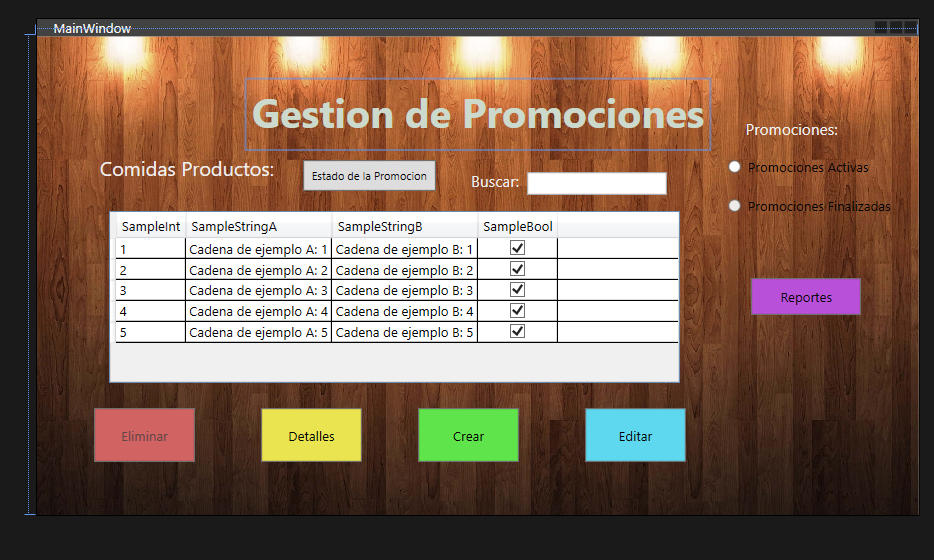 MainWindow
Gestion de Promociones
Promociones:
Comidas Productos:
Estado de la Promocion
Buscar:
Promociones Activas
Promociones Finalizadas
SampleInt SampleStringA SampleStringB SampleBool
1 Cadena de ejemplo A: 1 Cadena de ejemplo B: 1
2 Cadena de ejemplo A: 2 Cadena de ejemplo B: 2
3 Cadena de ejemplo A: 3 Cadena de ejemplo B: 3
4 Cadena de ejemplo A: 4 Cadena de ejemplo B: 4
5 Cadena de ejemplo A: 5 Cadena de ejemplo B: 5
Reportes
Eliminar
Detalles
Crear
Editar